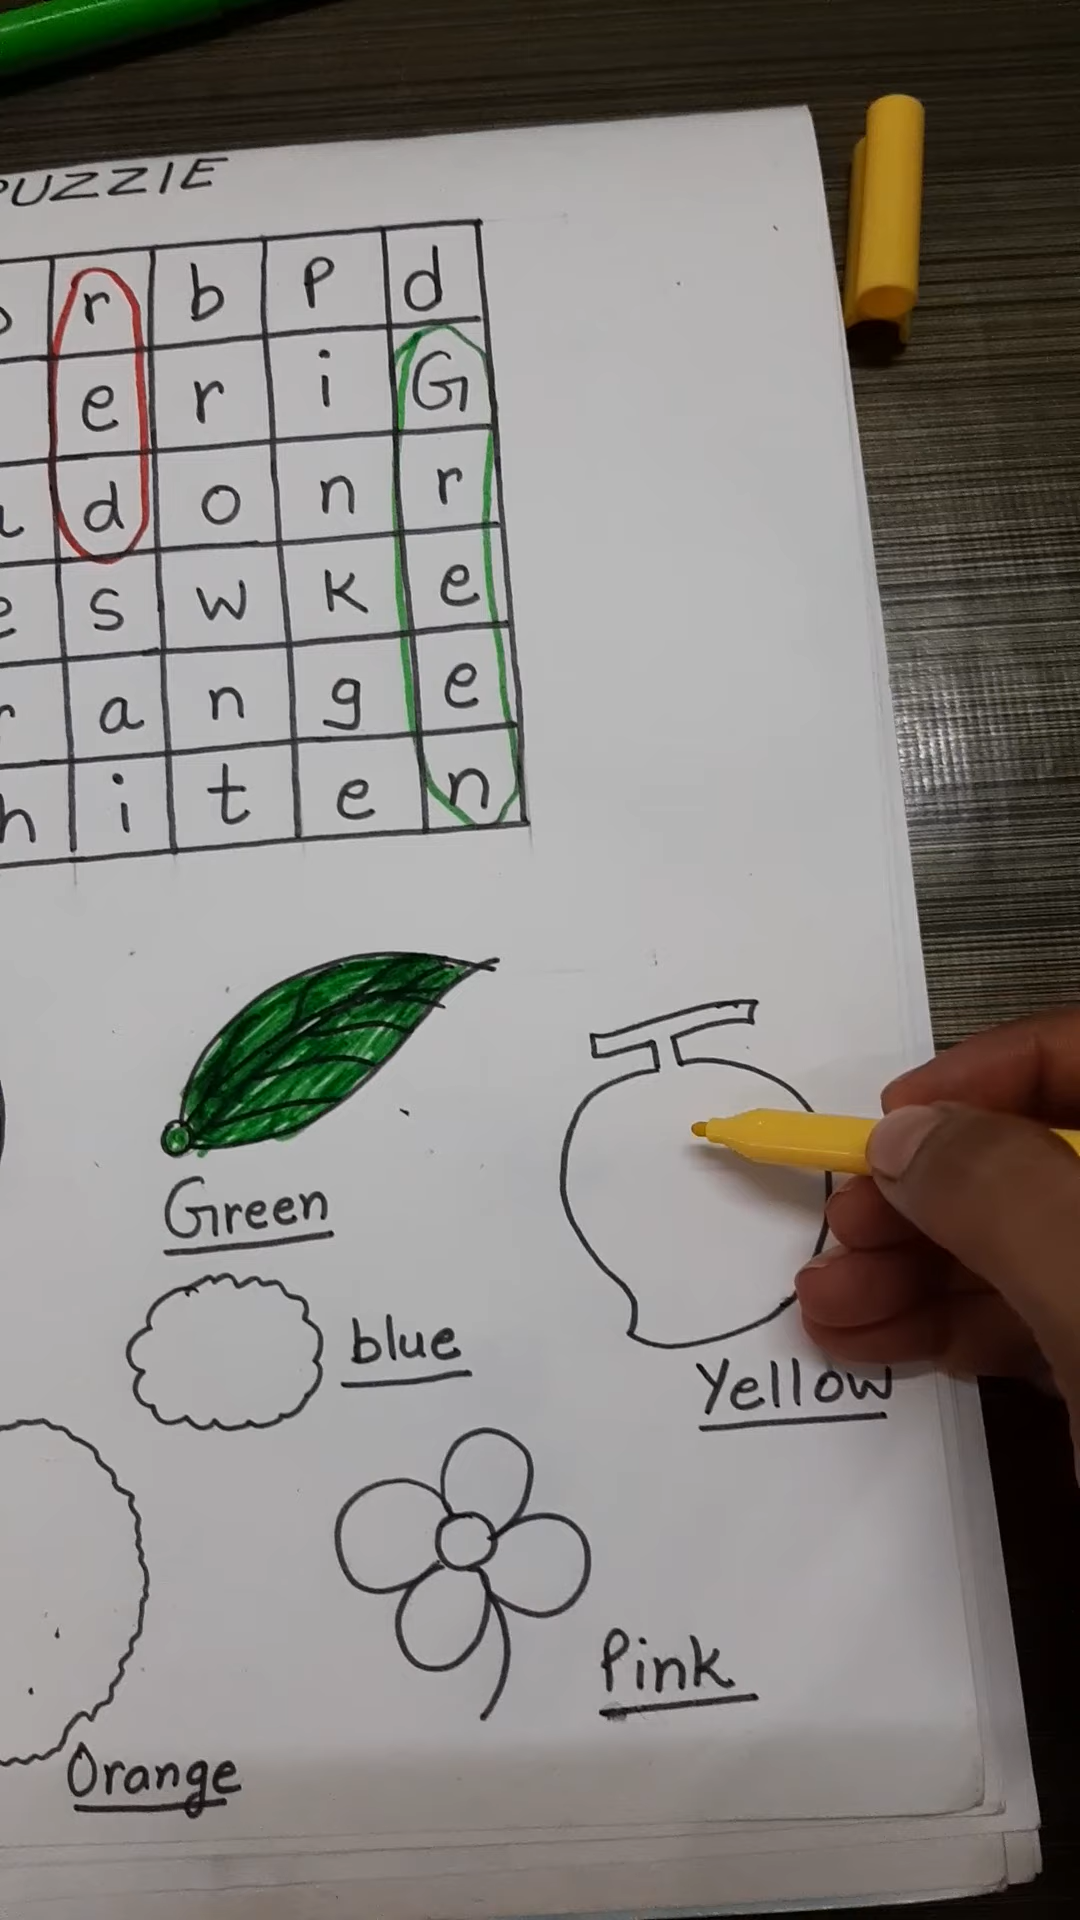 PUZZIE
r b p d
e r i G
d o n r
e s w k e
r a n g e
h i t e n
Green
blue
Yellow
Pink
Orange